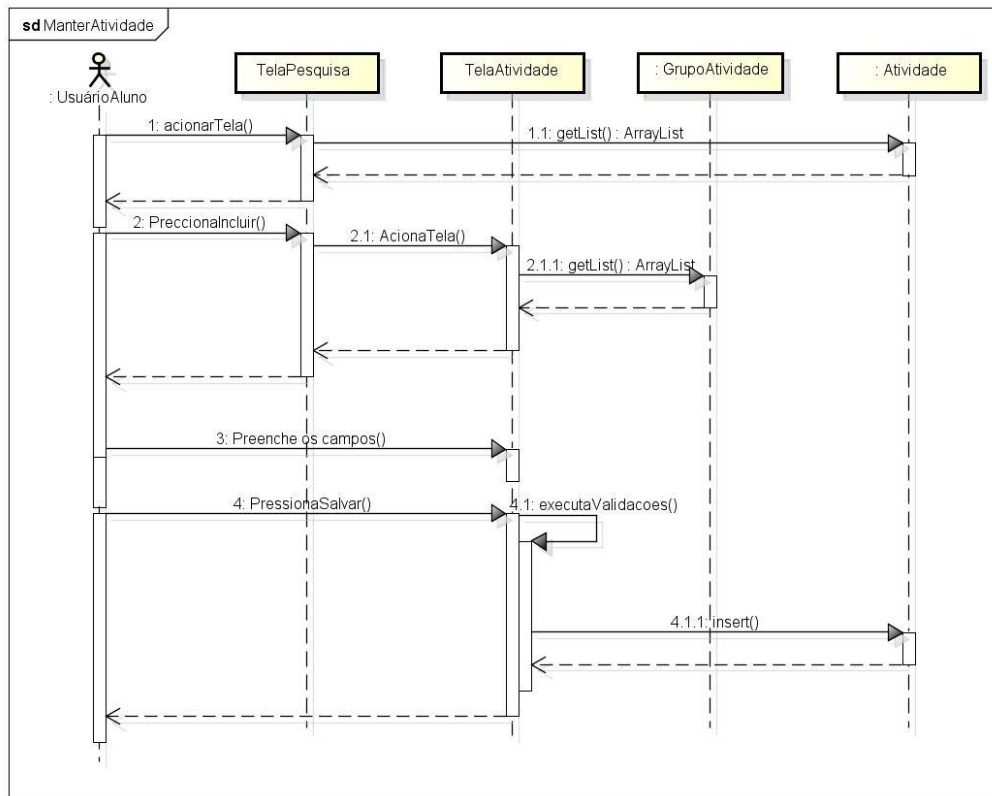 sd ManterAtividade
TelaPesquisa
TelaAtividade
: GrupoAtividade
: Atividade
: UsuárioAluno
1: acionarTela()
1.1: getList() : ArrayList
2: PreccionaIncluir()
2.1: AcionaTela()
2.1.1: getList() : ArrayList
3: Preenche os campos()
4: PressionaSalvar()
4.1: executaValidacoes()
4.1.1: insert()